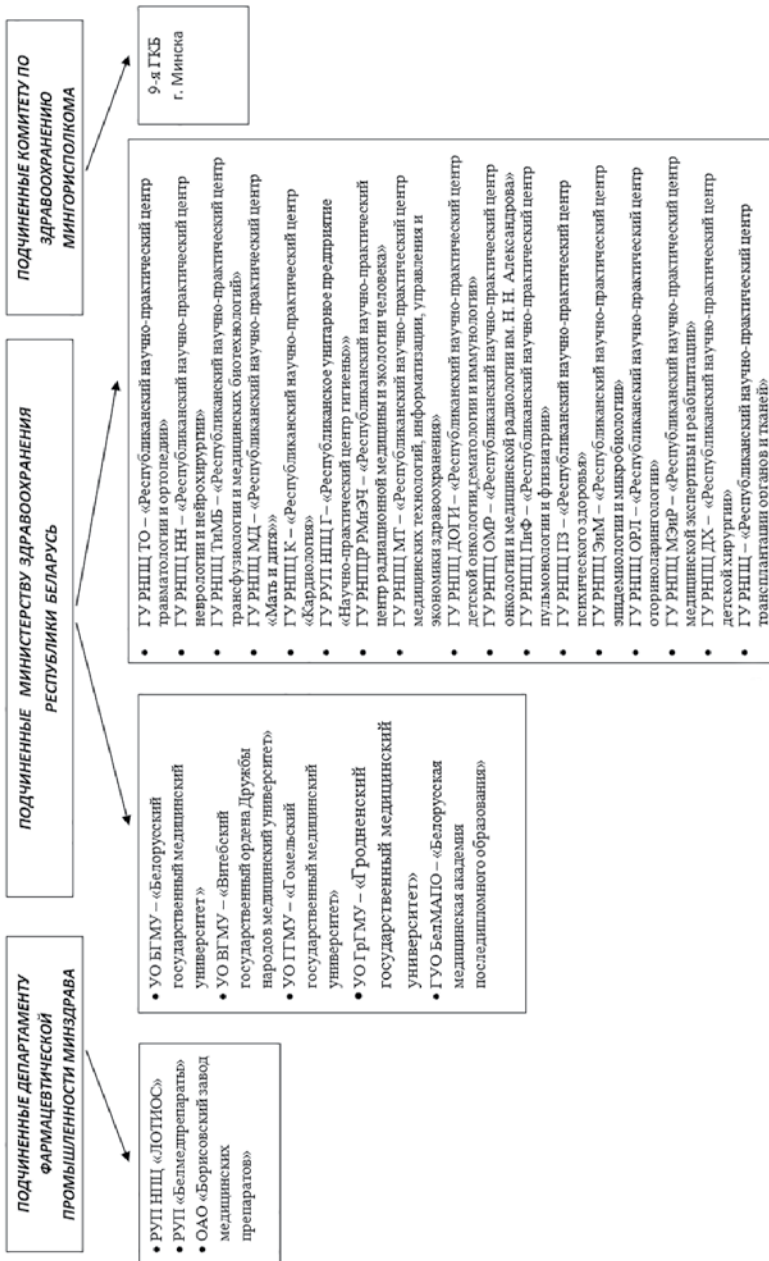 ПОДЧИНЕННЫЕ ДЕПАРТАМЕНТУ
ФАРМАЦЕВТИЧЕСКОЙ
ПРОМЫШЛЕННОСТИ МИНЗДРАВА
ПОДЧИНЕННЫЕ МИНИСТЕРСТВУ ЗДРАВООХРАНЕНИЯ
РЕСПУБЛИКИ БЕЛАРУСЬ
ПОДЧИНЕННЫЕ КОМИТЕТУ ПО
ЗДРАВООХРАНЕНИЮ
МИНГОРИСПОЛКОМА
• РУП НПЦ «ЛОТИОС»
• РУП «Белмедпрепараты»
• ОАО «Борисовский завод
медицинских
препаратов»
• УО БГМУ – «Белорусский
государственный медицинский
университет »
• УО ВГМУ – «Витебский
государственный ордена Дружбы
народов медицинский университет»
• УО ГГМУ – «Гомельский
государственный медицинский
университет»
• УО ГрГМУ – «Гродненский
государственный медицинский
университет»
• ГУО БелМАПО – «Белорусская
медицинская академия
последипломного образования»
• ГУ РНПЦ ТО – «Республиканский научно-практический центр
травматологии и ортопедии»
• ГУ РНПЦ НН – «Республиканский научно-практический центр
неврологии и нейрохирургии»
• ГУ РНПЦ ТиМБ – «Республиканский научно-практический центр
трансфузиологии и медицинских биотехнологий»
• ГУ РНПЦ МД – «Республиканский научно-практический центр
«Мать и дитя»»
• ГУ РНПЦ К – «Республиканский научно-практический центр
«Кардиология»
• ГУ РУП НПЦ Г – «Республиканское унитарное предприятие
«Научно-практический центр гигиены»»
• ГУ РНПЦР РМиЭЧ – «Республиканский научно-практический
центр радиационной медицины и экологии человека»
• ГУ РНПЦ МТ – «Республиканский научно-практический центр
медицинских технологий, информатизации, управления и
экономики здравоохранения»
• ГУ РНПЦ ДОГИ – «Республиканский научно-практический центр
детской онкологии,гематологии и иммунологии»
• ГУ РНПЦ ОМР – «Республиканский научно-практический центр
онкологии и медицинской радиологии им. Н. Н. Александрова»
• ГУ РНПЦ ПиФ – «Республиканский научно-практический центр
пульмонологии и фтизиатрии»
• ГУ РНПЦ ПЗ – «Республиканский научно-практический центр
психического здоровья»
• ГУ РНПЦ ЭиМ – «Республиканский научно-практический центр
эпидемиологии и микробиологии»
• ГУ РНПЦ ОРЛ – «Республиканский научно-практический центр
оториноларингологии»
• ГУ РНПЦ МЭиР – «Республиканский научно-практический центр
медицинской экспертизы и реабилитации»
• ГУ РНПЦ ДХ – «Республиканский научно-практический центр
детской хирургии»
• ГУ РНПЦ – «Республиканский научно-практический центр
трансплантации органов и тканей»
9-я ГКБ
г. Минска